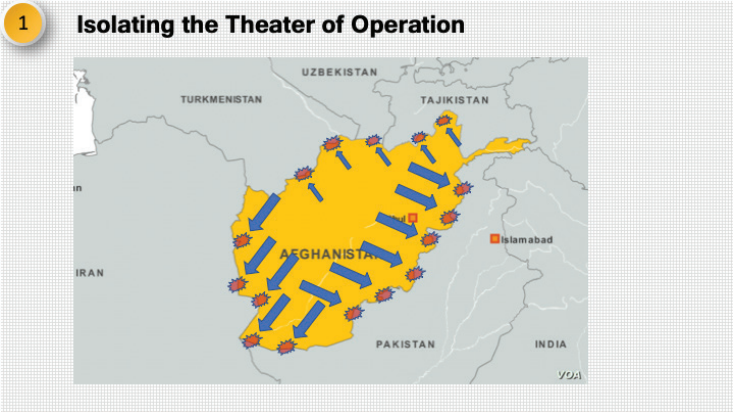 1
Isolating the Theater of Operation
UZBEKISTAN
TURKMENISTAN
TAJIKISTAN
Islamabad
AFGHANISTA
IRAN
PAKISTAN
INDIA
VOA